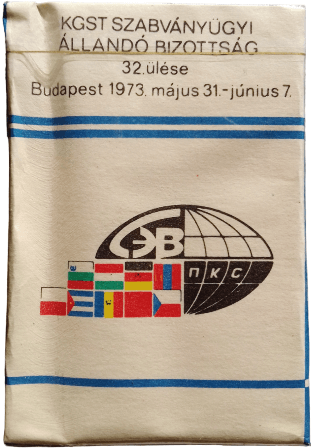 KGST SZABVÁNYÜGYI
ÁLLANDÓ BIZOTTSÁG
32.ülése
Budapest 1973. május 31.-június 7.
СЭВ
ПКС